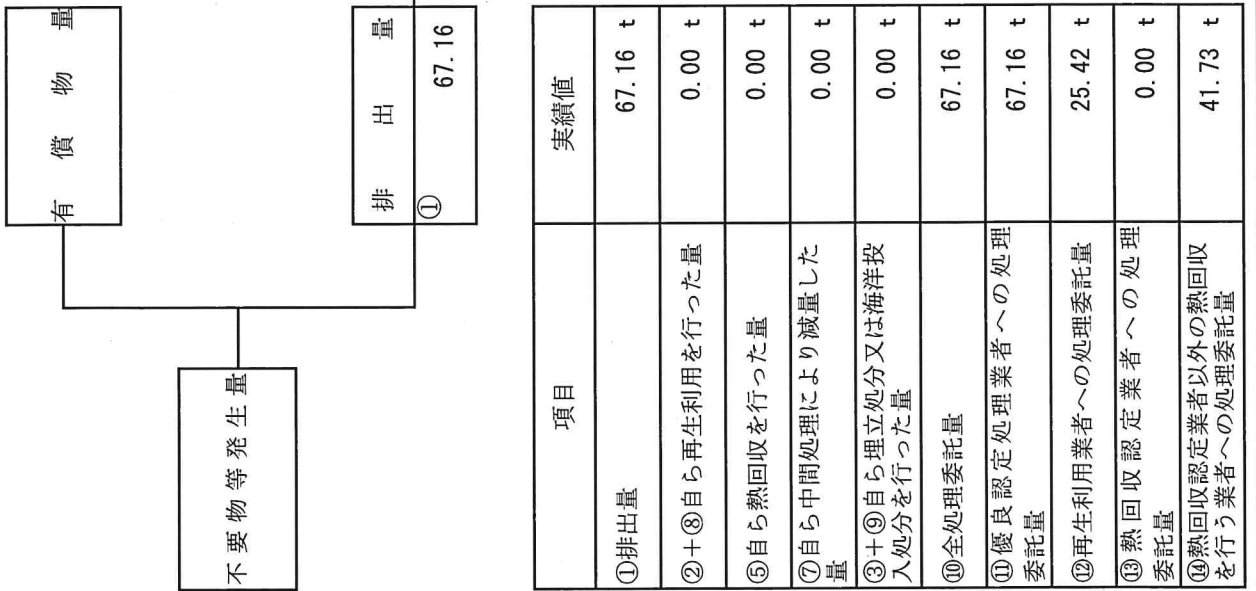 有償物量
不要物等発生量
排出量
①
67.16
項目
実績値
①排出量
67.16 t
②+⑧自ら再生利用を行った量
0.00 t
⑤自ら熱回収を行った量
0.00 t
⑦自ら中間処理により減量した
量
0.00 t
③+⑨自ら埋立処分又は海洋投
入処分を行った量
0.00 t
⑩全処理委託量
67.16 t
⑪優良認定処理業者への処理
委託量
67.16 t
⑫再生利用業者への処理委託量
25.42 t
⑬熱回収認定業者への処理
委託量
0.00 t
⑭熱回収認定業者以外の熱回収
を行う業者への処理委託量
41.73 t